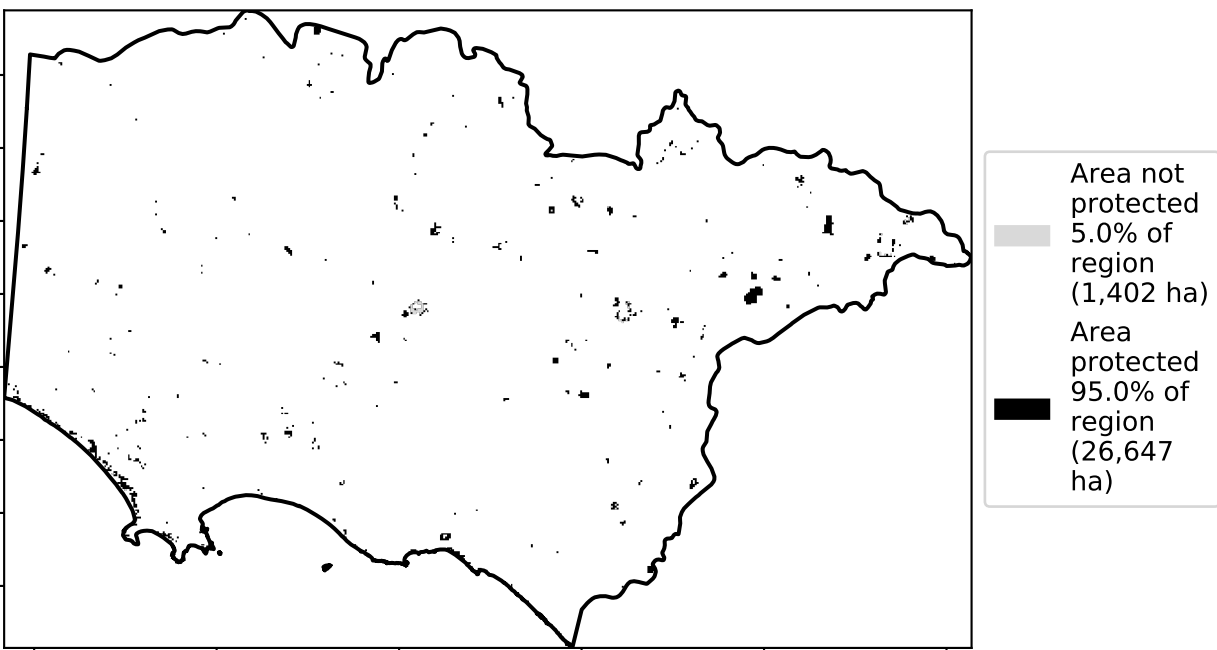 Area not
protected
5.0% of
region
(1,402 ha)
Area
protected
95.0% of
region
(26,647
ha)